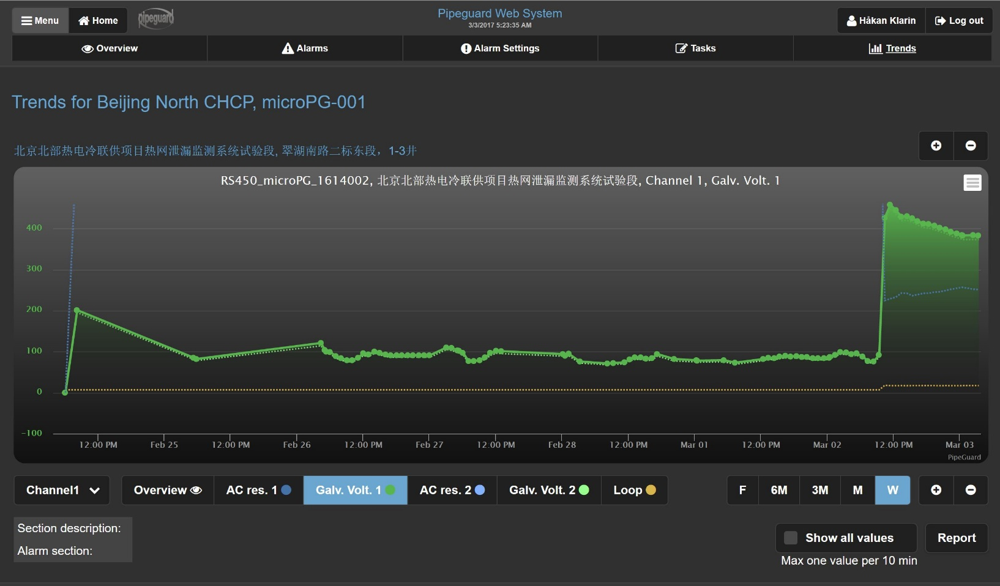 Menu
Home
pipeguard
Pipeguard Web System
3/3/2017 5:23:35 AM
Håkan Klarin
Log out
Overview
Alarms
Alarm Settings
Tasks
Trends
Trends for Beijing North CHCP, microPG-001
北京北部热电冷联供项目热网泄漏监测系统试验段, 翠湖南路二标东段，1-3井
RS450_microPG_1614002, 北京北部热电冷联供项目热网泄漏监测系统试验段, Channel 1, Galv. Volt. 1
400
300
200
100
0
-100
12:00 PM Feb 25 12:00 PM Feb 26 12:00 PM Feb 27 12:00 PM Feb 28 12:00 PM Mar 01 12:00 PM Mar 02 12:00 PM Mar 03
PipeGuard
Channel1
Overview
AC res. 1
Galv. Volt. 1
AC res. 2
Galv. Volt. 2
Loop
F
6M
3M
M
W
Section description:
Alarm section:
Show all values
Report
Max one value per 10 min